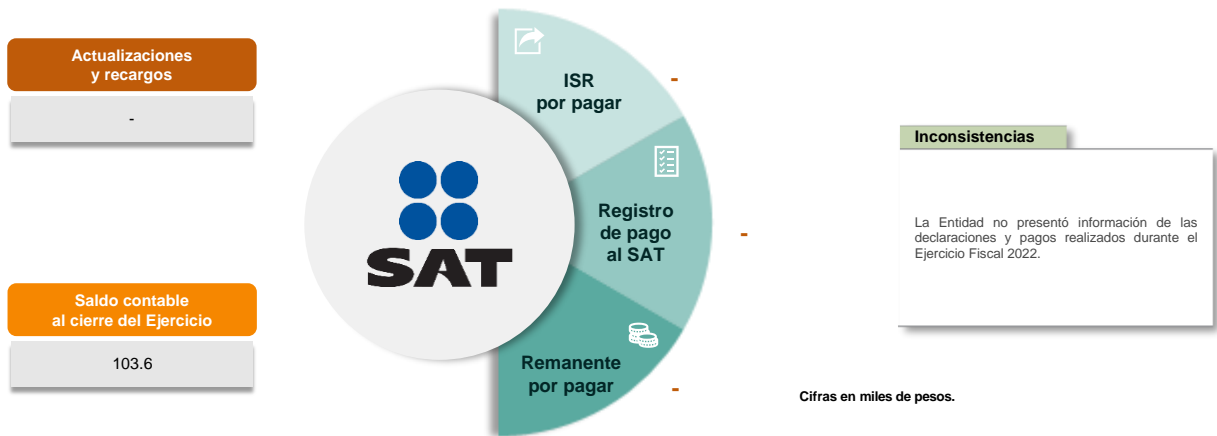 Actualizaciones
y recargos
-
Saldo contable
al cierre del Ejercicio
103.6
SAT
ISR
por pagar
-
Registro
de pago
al SAT
-
Remanente
por pagar
-
Inconsistencias
La Entidad no presentó información de las
declaraciones y pagos realizados durante el
Ejercicio Fiscal 2022.
Cifras en miles de pesos.